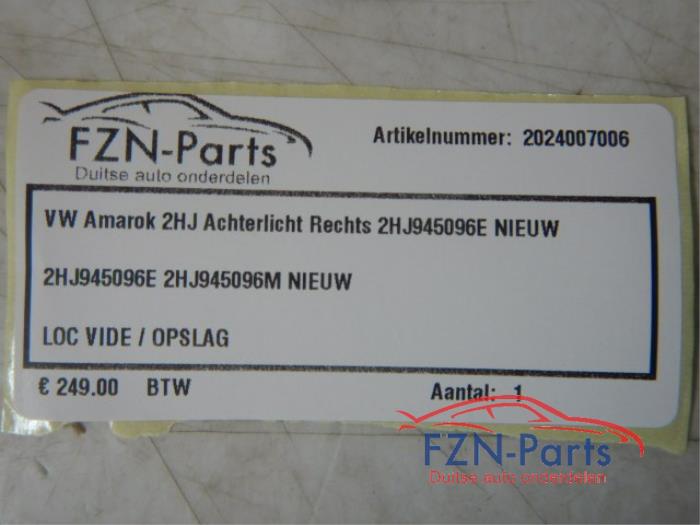 FZN-Parts
Duitse auto onderdelen
Artikelnummer: 2024007006
VW Amarok 2HJ Achterlicht Rechts 2HJ945096E NIEUW
2HJ945096E 2HJ945096M NIEUW
LOC VIDE / OPSLAG
€ 249.00 BTW
Aantal: 1
FZN-Parts
Duitse auto onderdelen